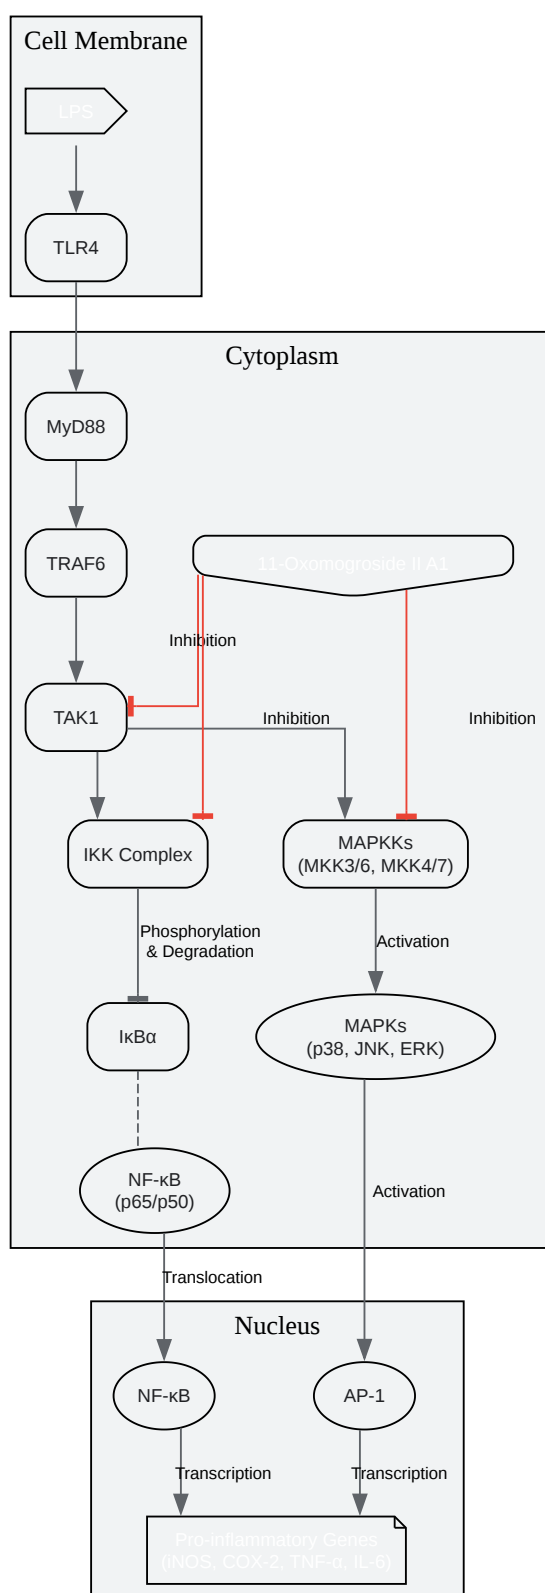 Cell Membrane
LPS
TLR4
Cytoplasm
MyD88
TRAF6
11-Oxomogroside II A1
Inhibition
TAK1
Inhibition
Inhibition
IKK Complex
MAPKKs
(MKK3/6, MKK4/7)
Phosphorylation
& Degradation
Activation
IκBα
MAPKs
(p38, JNK, ERK)
NF-κB
(p65/p50)
Activation
Translocation
Nucleus
NF-κB
AP-1
Transcription
Transcription
Pro-inflammatory Genes
(iNOS, COX-2, TNF-α, IL-6)